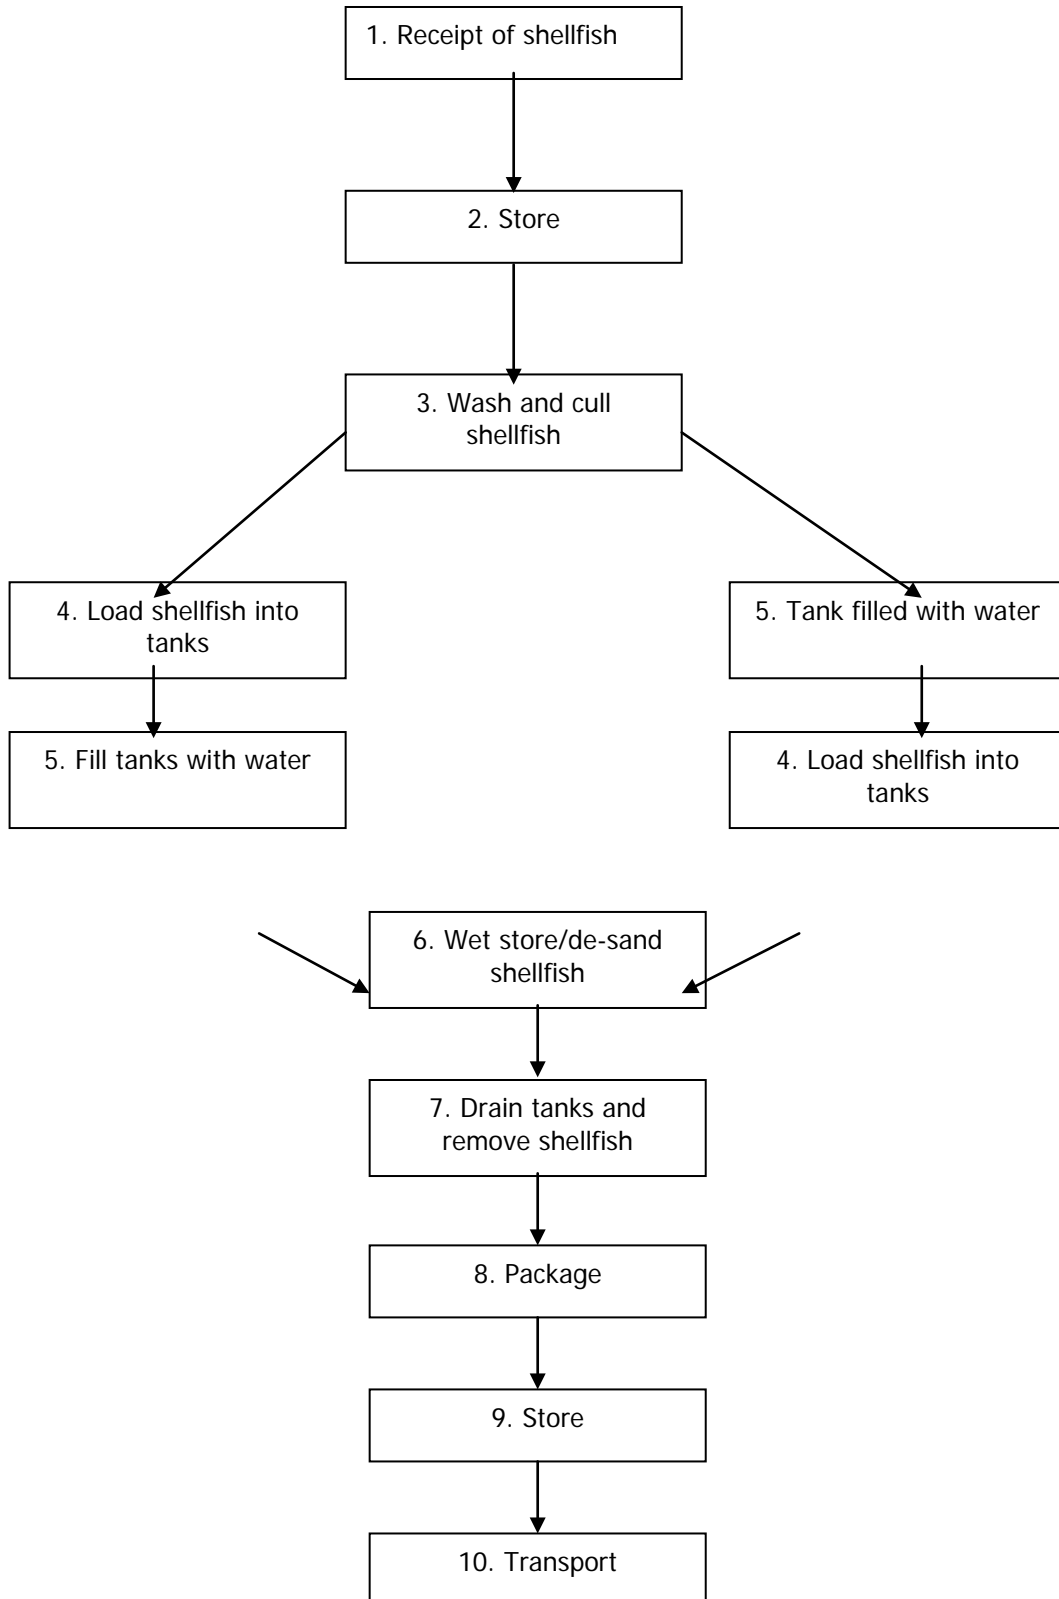 1. Receipt of shellfish
2. Store
3. Wash and cull
shellfish
4. Load shellfish into
tanks
5. Fill tanks with water
5. Tank filled with water
4. Load shellfish into
tanks
6. Wet store/de-sand
shellfish
7. Drain tanks and
remove shellfish
8. Package
9. Store
10. Transport